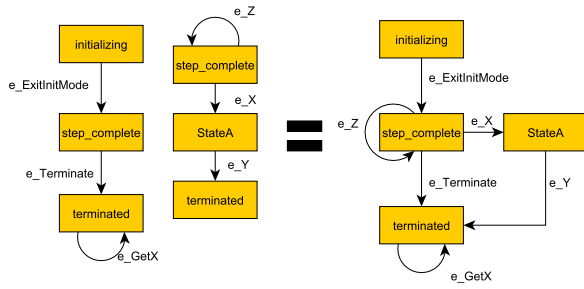 initializing
e_ExitInitMode
step_complete
e_Terminate
terminated
e_GetX
e_Z
step_complete
e_X
StateA
e_Y
terminated
=
initializing
e_ExitInitMode
e_Z
step_complete
e_X
StateA
e_Terminate
e_Y
terminated
e_GetX